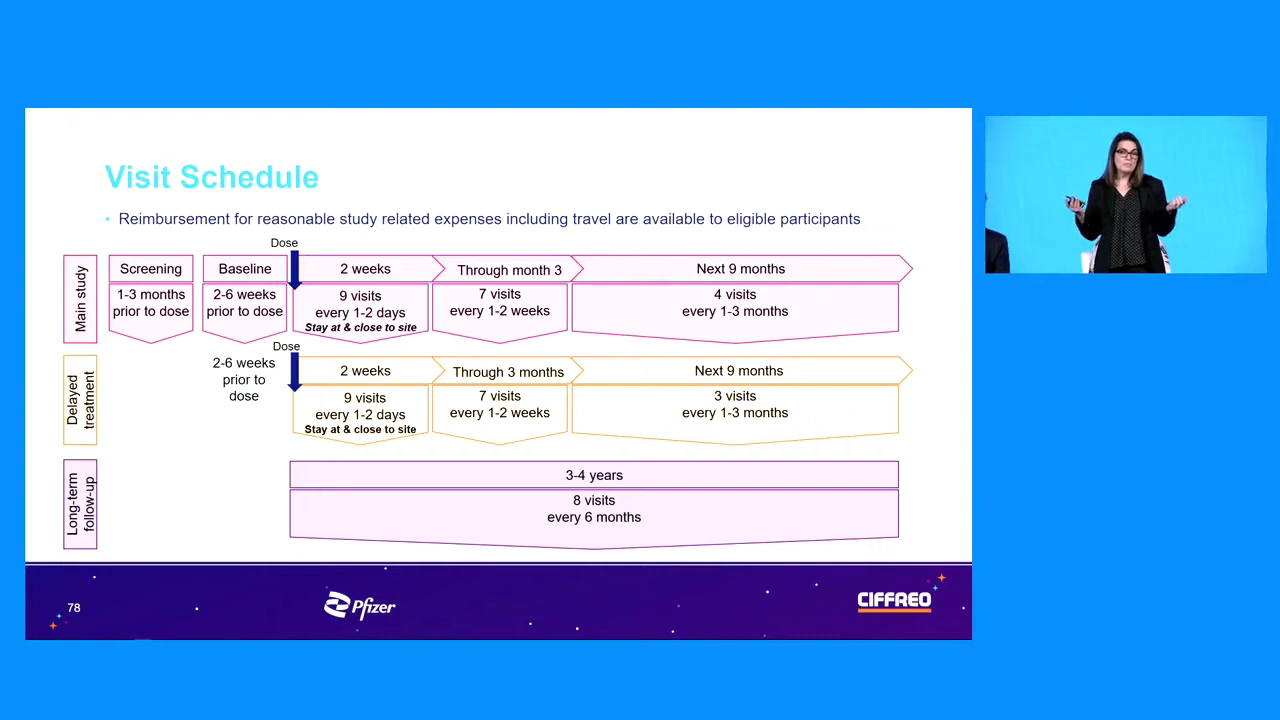 Visit Schedule
• Reimbursement for reasonable study related expenses including travel are available to eligible participants
Dose
Main study
Screening
Baseline
2 weeks
Through month 3
Next 9 months
1-3 months
prior to dose
2-6 weeks
prior to dose
9 visits
every 1-2 days
Stay at & close to site
7 visits
every 1-2 weeks
4 visits
every 1-3 months
Dose
Delayed
treatment
2-6 weeks
prior to
dose
2 weeks
Through 3 months
Next 9 months
9 visits
every 1-2 days
Stay at & close to site
7 visits
every 1-2 weeks
3 visits
every 1-3 months
Long-term
follow-up
3-4 years
8 visits
every 6 months
78
Pfizer
CIFFREO